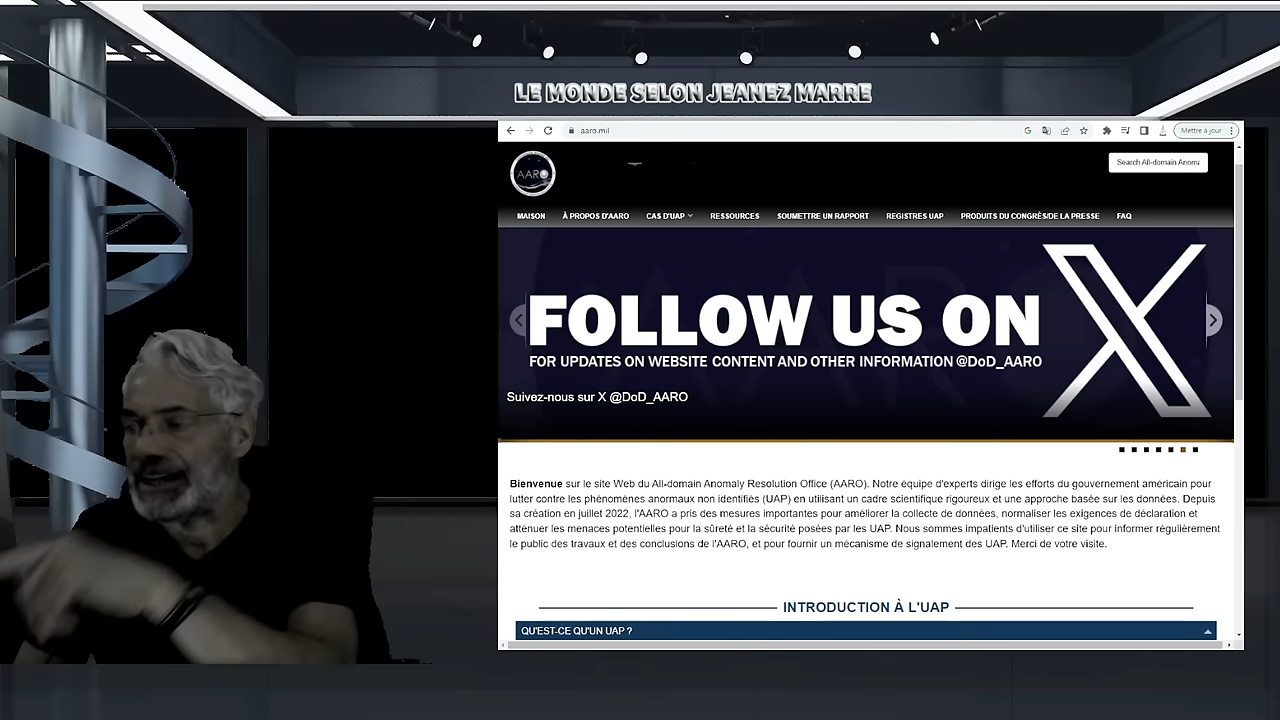 LE MONDE SELON JEANEZ MARRE
aaro.mil
Mettre à jour
AARO
Search All-domain Anoma
MAISON À PROPOS D'AARO CAS D'UAP RESSOURCES SOUMETTRE UN RAPPORT REGISTRES UAP PRODUITS DU CONGRÈS/DE LA PRESSE FAQ
FOLLOW US ON X
FOR UPDATES ON WEBSITE CONTENT AND OTHER INFORMATION @DoD_AARO
Suivez-nous sur X @DoD_AARO
Bienvenue sur le site Web du All-domain Anomaly Resolution Office (AARO). Notre équipe d'experts dirige les efforts du gouvernement américain pour
lutter contre les phénomènes anormaux non identifiés (UAP) en utilisant un cadre scientifique rigoureux et une approche basée sur les données. Depuis
sa création en juillet 2022, l'AARO a pris des mesures importantes pour améliorer la collecte de données, normaliser les exigences de déclaration et
atténuer les menaces potentielles pour la sûreté et la sécurité posées par les UAP. Nous sommes impatients d'utiliser ce site pour informer régulièrement
le public des travaux et des conclusions de l'AARO, et pour fournir un mécanisme de signalement des UAP. Merci de votre visite.
INTRODUCTION À L'UAP
QU'EST-CE QU'UN UAP ?